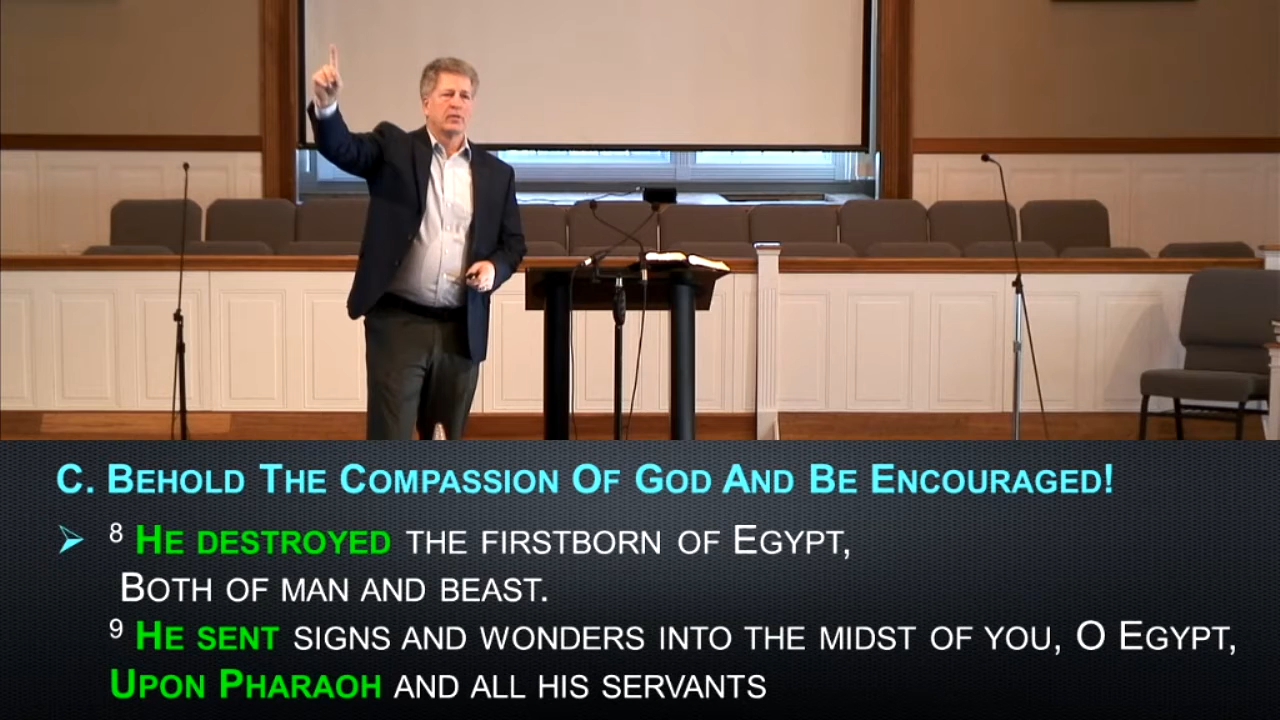 C. Behold The Compassion Of God And Be Encouraged!
➢ ⁸ He destroyed the firstborn of Egypt,
Both of man and beast.
⁹ He sent signs and wonders into the midst of you, O Egypt,
Upon Pharaoh and all his servants